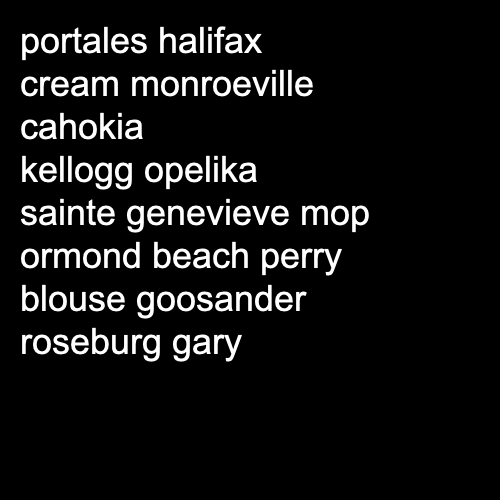 portales halifax
cream monroeville
cahokia
kellogg opelika
sainte genevieve mop
ormond beach perry
blouse goosander
roseburg gary